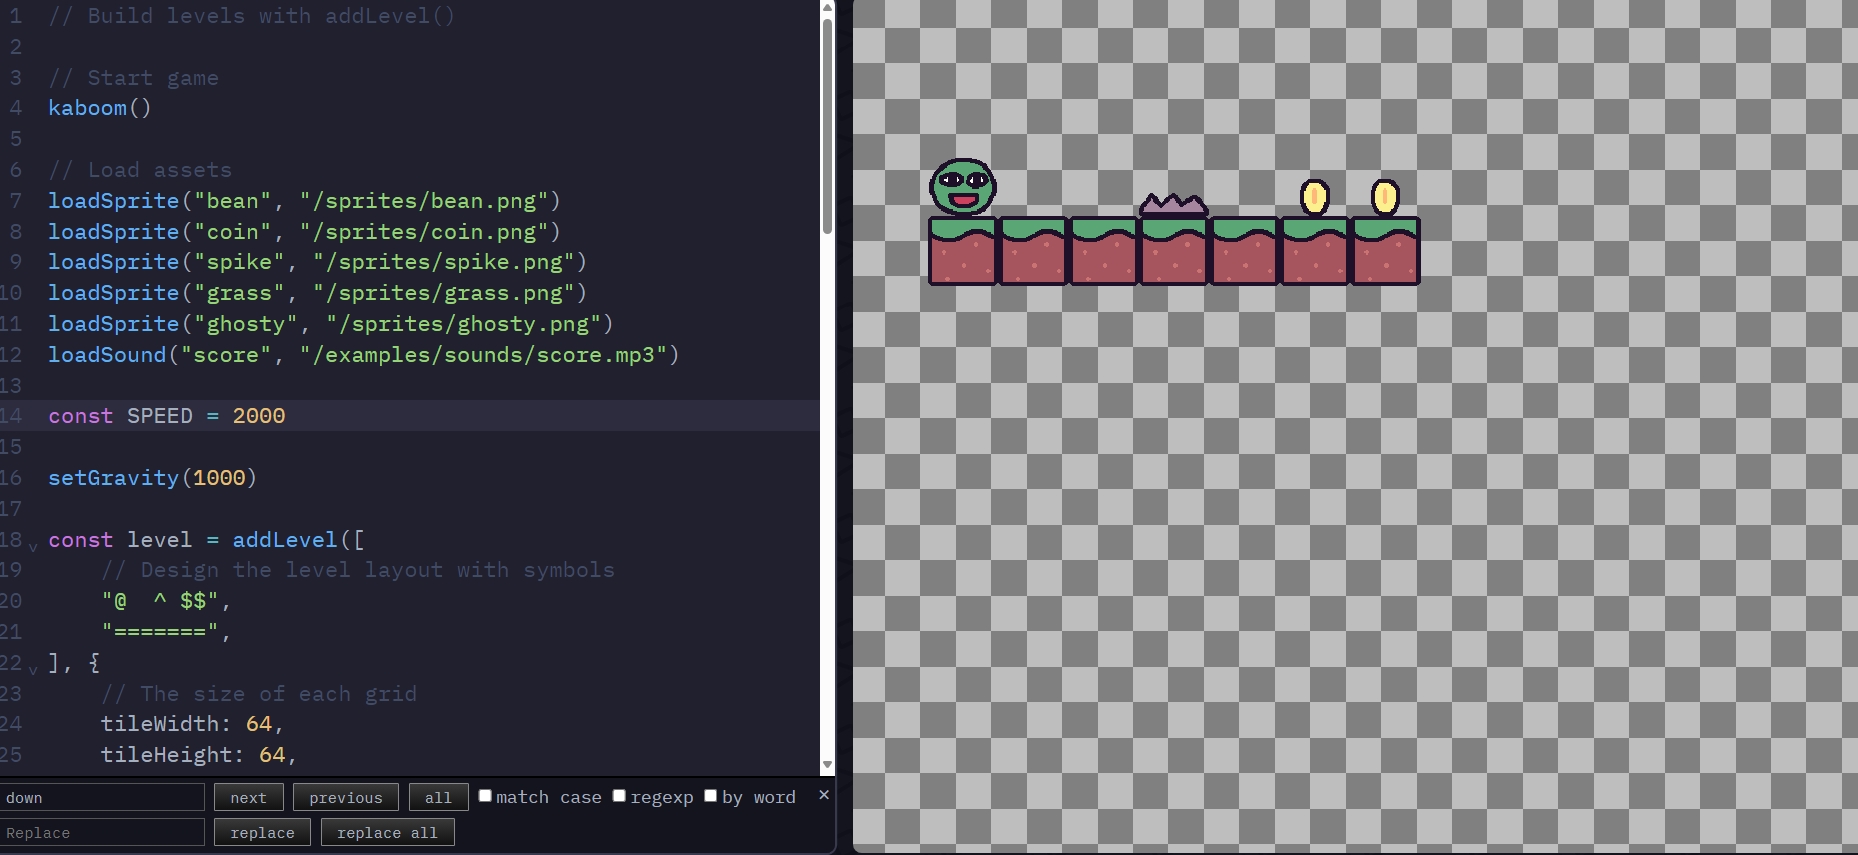 1 // Build levels with addLevel()
2
3 // Start game
4 kaboom()
5
6 // Load assets
7 loadSprite("bean", "/sprites/bean.png")
8 loadSprite("coin", "/sprites/coin.png")
9 loadSprite("spike", "/sprites/spike.png")
10 loadSprite("grass", "/sprites/grass.png")
11 loadSprite("ghosty", "/sprites/ghosty.png")
12 loadSound("score", "/examples/sounds/score.mp3")
13
14 const SPEED = 2000
15
16 setGravity(1000)
17
18 const level = addLevel([
19     // Design the level layout with symbols
20     "@  ^ $$",
21     "=======",
22 ], {
23     // The size of each grid
24     tileWidth: 64,
25     tileHeight: 64,
down next previous all match case regexp by word ×
Replace replace replace all